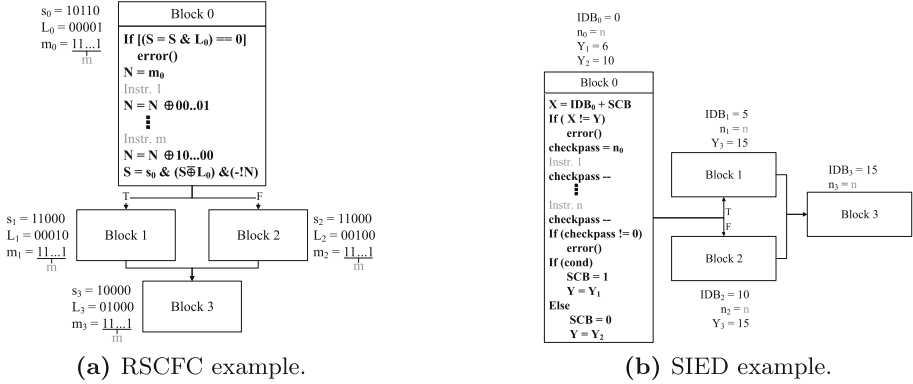 s₀ = 10110
L₀ = 00001
m₀ = 11...1
m
Block 0
If [(S = S & L₀) == 0]
error()
N = m₀
Instr. 1
N = N ⊕00..01
⋮
Instr. m
N = N ⊕10...00
S = s₀ & (S⊕̅L₀) &(-!N)
T
F
s₁ = 11000
L₁ = 00010
m₁ = 11...1
m
Block 1
Block 2
s₂ = 11000
L₂ = 00100
m₂ = 11...1
m
s₃ = 10000
L₃ = 01000
m₃ = 11...1
m
Block 3
(a) RSCFC example.
IDB₀ = 0
n₀ = n
Y₁ = 6
Y₂ = 10
Block 0
X = IDB₀ + SCB
If ( X != Y)
error()
checkpass = n₀
Instr. 1
checkpass --
⋮
Instr. n
checkpass --
If (checkpass != 0)
error()
If (cond)
SCB = 1
Y = Y₁
Else
SCB = 0
Y = Y₂
IDB₁ = 5
n₁ = n
Y₃ = 15
Block 1
T
F
Block 2
IDB₂ = 10
n₂ = n
Y₃ = 15
IDB₃ = 15
n₃ = n
Block 3
(b) SIED example.